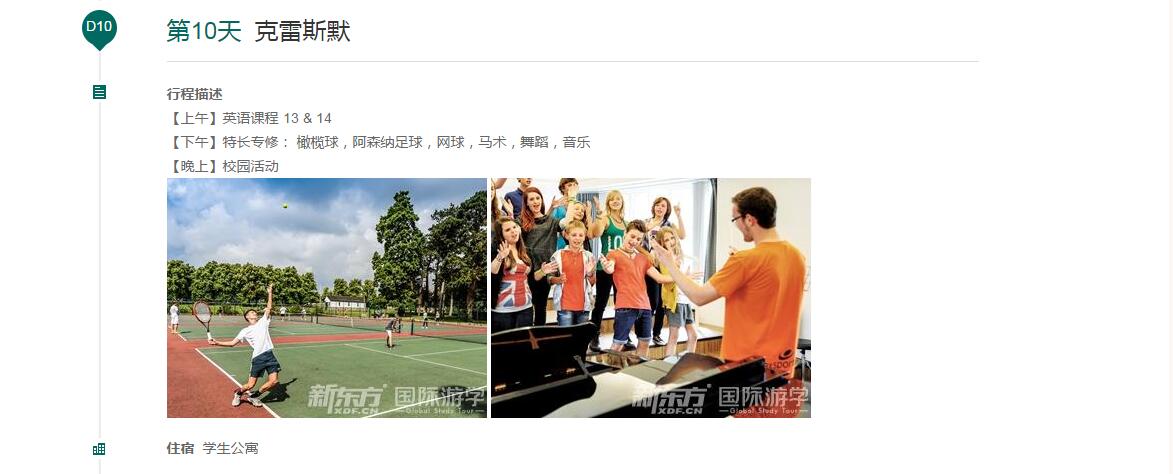 D10
第10天 克雷斯默
行程描述
【上午】英语课程 13 & 14
【下午】特长专修： 橄榄球，阿森纳足球，网球，马术，舞蹈，音乐
【晚上】校园活动
新东方 国际游学
XDF.CN Global Study Tour
新东方 国际游学
XDF.CN Global Study Tour
住宿 学生公寓